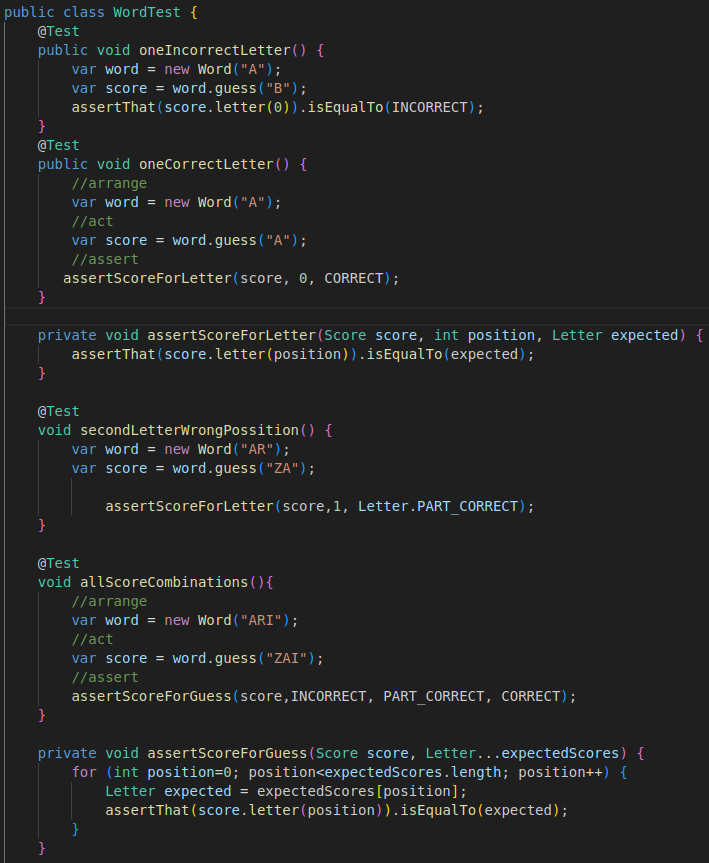 public class WordTest {
    @Test
    public void oneIncorrectLetter() {
        var word = new Word("A");
        var score = word.guess("B");
        assertThat(score.letter(0)).isEqualTo(INCORRECT);
    }
    @Test
    public void oneCorrectLetter() {
        //arrange
        var word = new Word("A");
        //act
        var score = word.guess("A");
        //assert
       assertScoreForLetter(score, 0, CORRECT);
    }

    private void assertScoreForLetter(Score score, int position, Letter expected) {
        assertThat(score.letter(position)).isEqualTo(expected);
    }

    @Test
    void secondLetterWrongPossition() {
        var word = new Word("AR");
        var score = word.guess("ZA");

            assertScoreForLetter(score,1, Letter.PART_CORRECT);
    }

    @Test
    void allScoreCombinations(){
        //arrange
        var word = new Word("ARI");
        //act
        var score = word.guess("ZAI");
        //assert
        assertScoreForGuess(score,INCORRECT, PART_CORRECT, CORRECT);
    }

    private void assertScoreForGuess(Score score, Letter...expectedScores) {
        for (int position=0; position<expectedScores.length; position++) {
            Letter expected = expectedScores[position];
            assertThat(score.letter(position)).isEqualTo(expected);
        }
    }